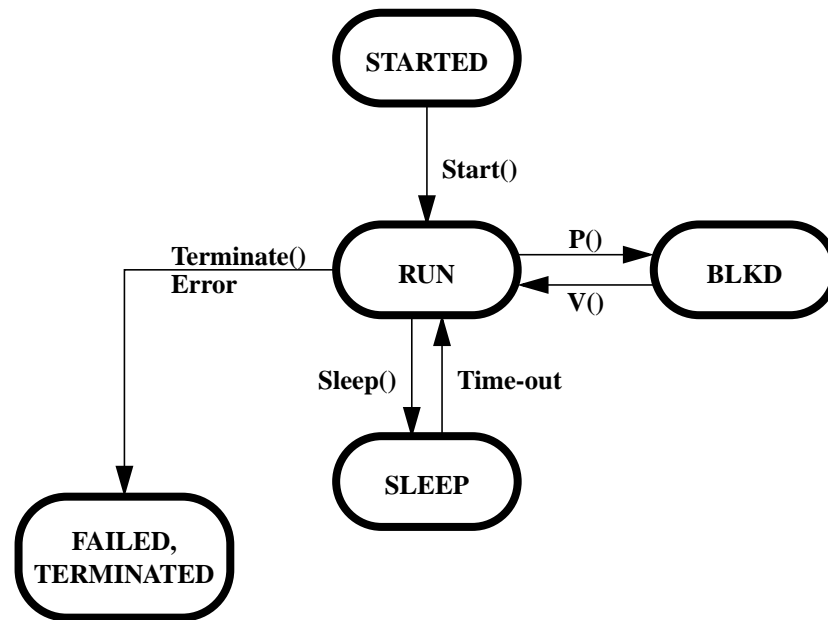 STARTED
Start()
Terminate()
Error
RUN
P()
V()
BLKD
Sleep()
Time-out
SLEEP
FAILED,
TERMINATED